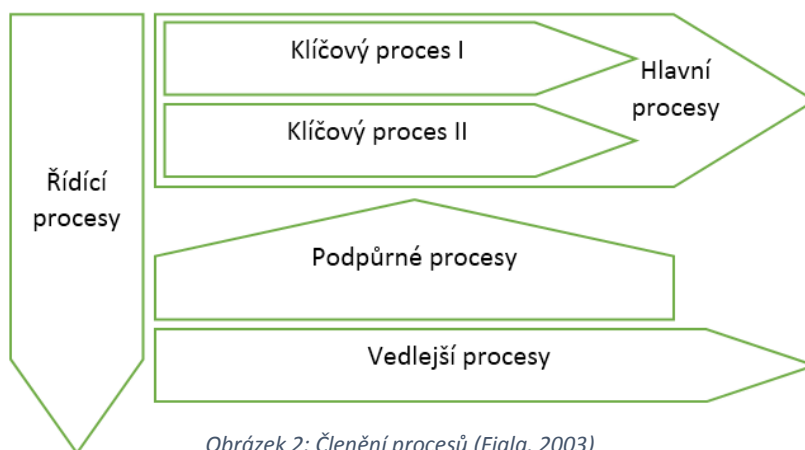 Klíčový proces I
Hlavní
procesy
Klíčový proces II
Řídící
procesy
Podpůrné procesy
Vedlejší procesy
Obrázek 2: Členění procesů (Fiala, 2003)